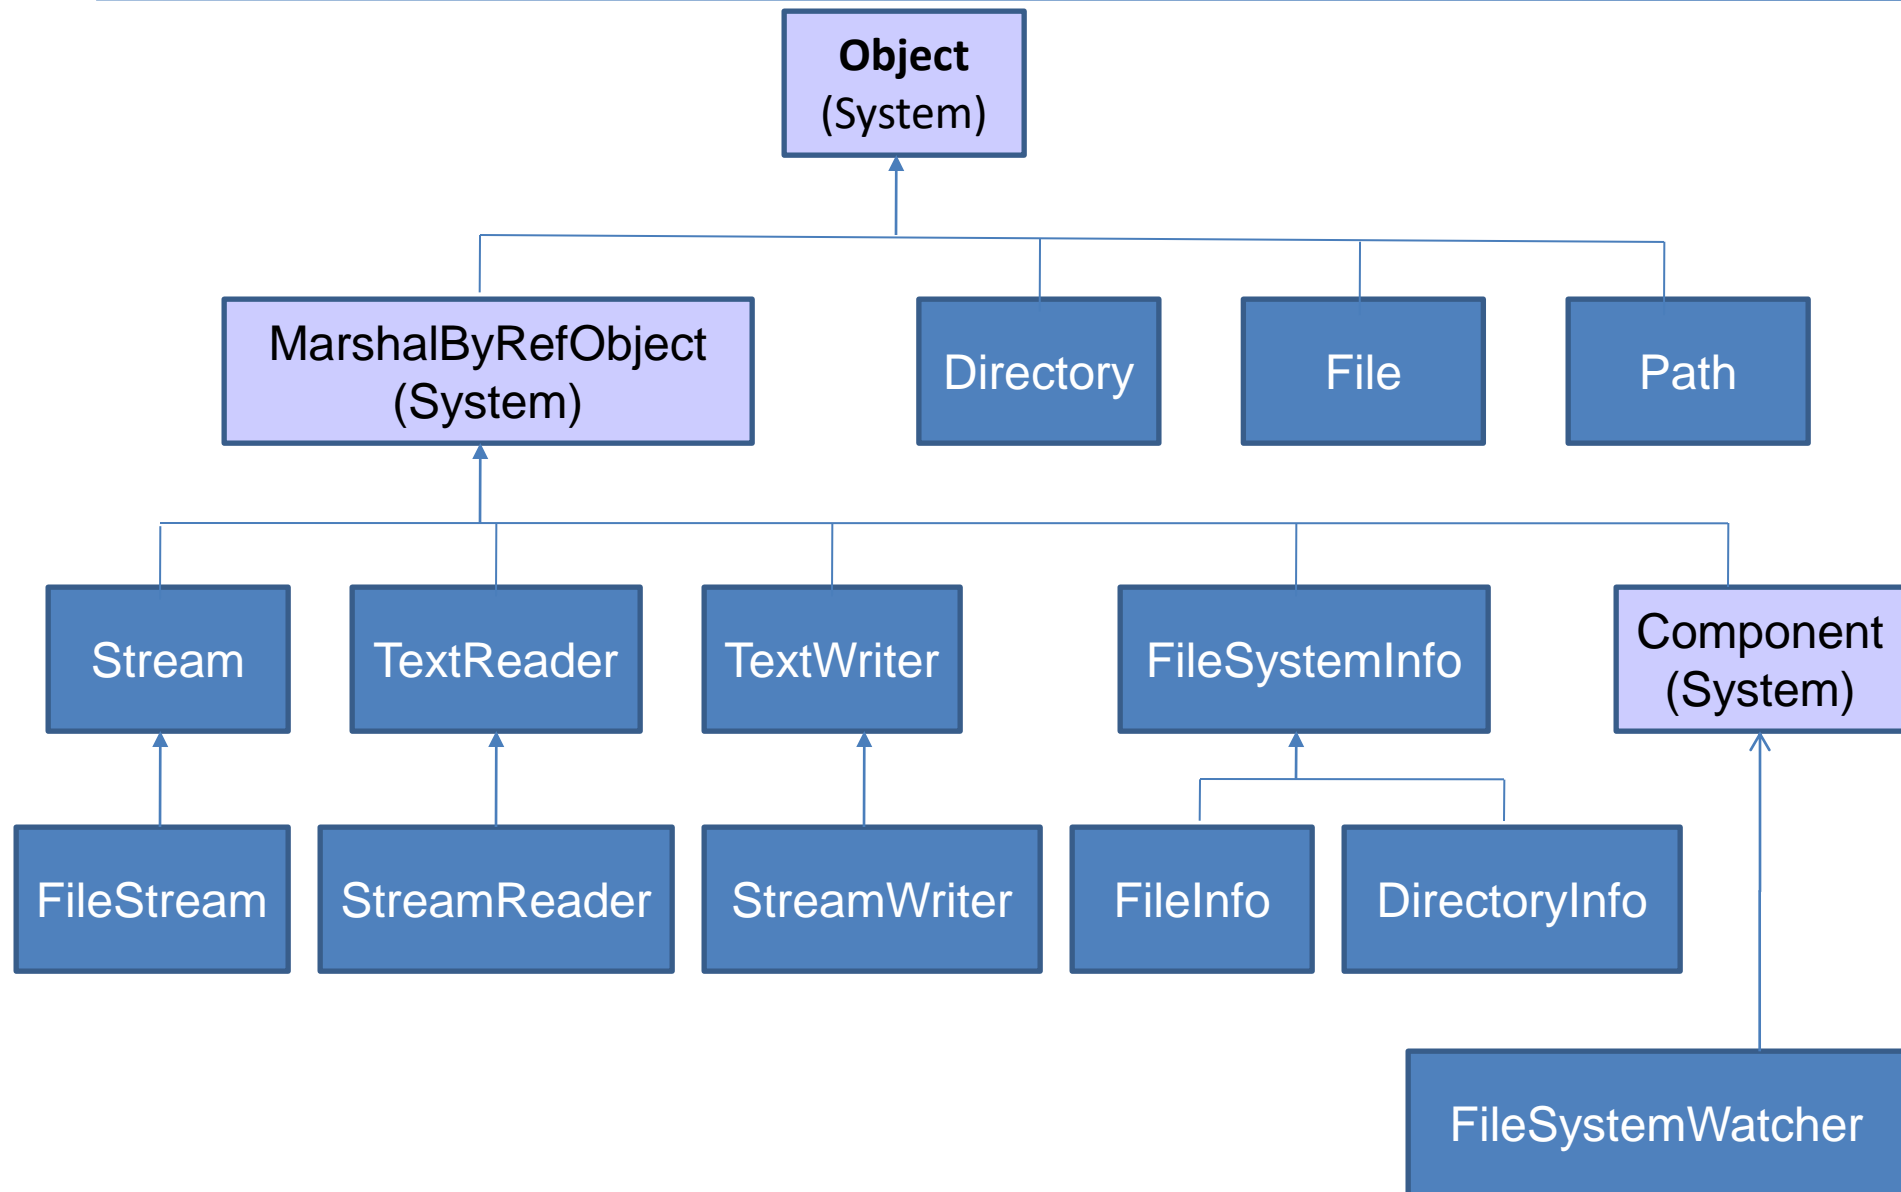 Object
(System)
MarshalByRefObject
(System)
Directory
File
Path
Stream
TextReader
TextWriter
FileSystemInfo
Component
(System)
FileStream
StreamReader
StreamWriter
FileInfo
DirectoryInfo
FileSystemWatcher